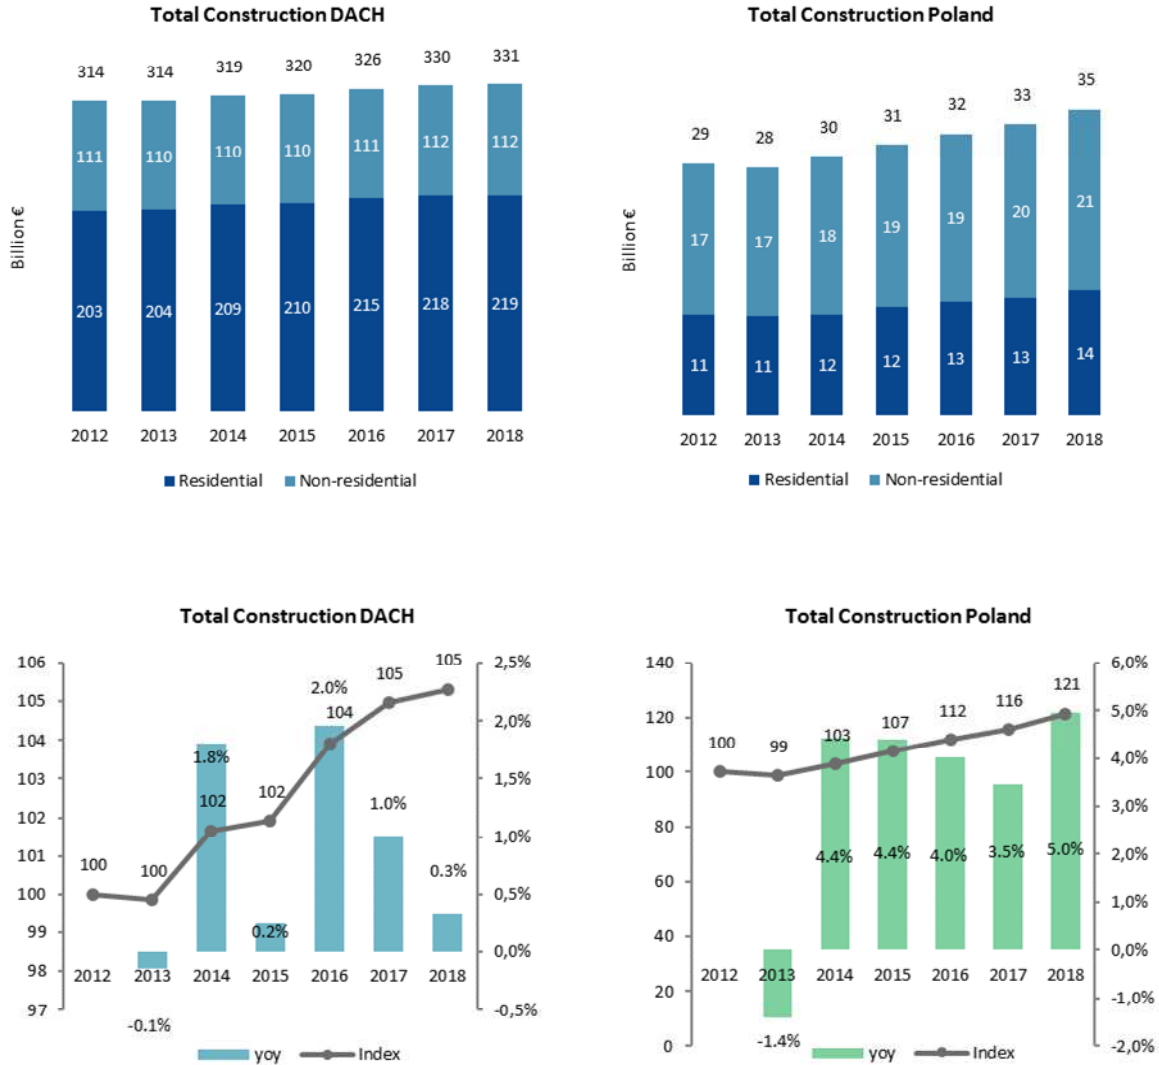 Total Construction DACH
314 314 319 320 326 330 331
111 110 110 110 111 112 112
203 204 209 210 215 218 219
Billion €
2012 2013 2014 2015 2016 2017 2018
Residential Non-residential
Total Construction Poland
29 28 30 31 32 33 35
17 17 18 19 19 20 21
11 11 12 12 13 13 14
Billion €
2012 2013 2014 2015 2016 2017 2018
Residential Non-residential
Total Construction DACH
106
105
104
103
102
101
100
99
98
97
100 100 102 102 104 105 105
-0.1% 1.8% 0.2% 2.0% 1.0% 0.3%
2,5%
2,0%
1,5%
1,0%
0,5%
0,0%
-0,5%
2012 2013 2014 2015 2016 2017 2018
yoy Index
Total Construction Poland
140
120
100
80
60
40
20
0
100 99 103 107 112 116 121
-1.4% 4.4% 4.4% 4.0% 3.5% 5.0%
6,0%
5,0%
4,0%
3,0%
2,0%
1,0%
0,0%
-1,0%
-2,0%
2012 2013 2014 2015 2016 2017 2018
yoy Index